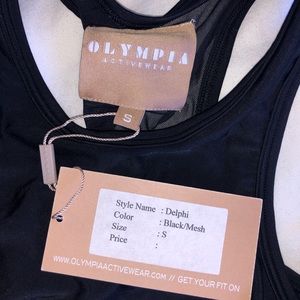 OLYMPIA
ACTIVEWEAR
S
Style Name : Delphi
Color : Black/Mesh
Size : S
Price :
WWW.OLYMPIAACTIVEWEAR.COM // GET YOUR FIT ON